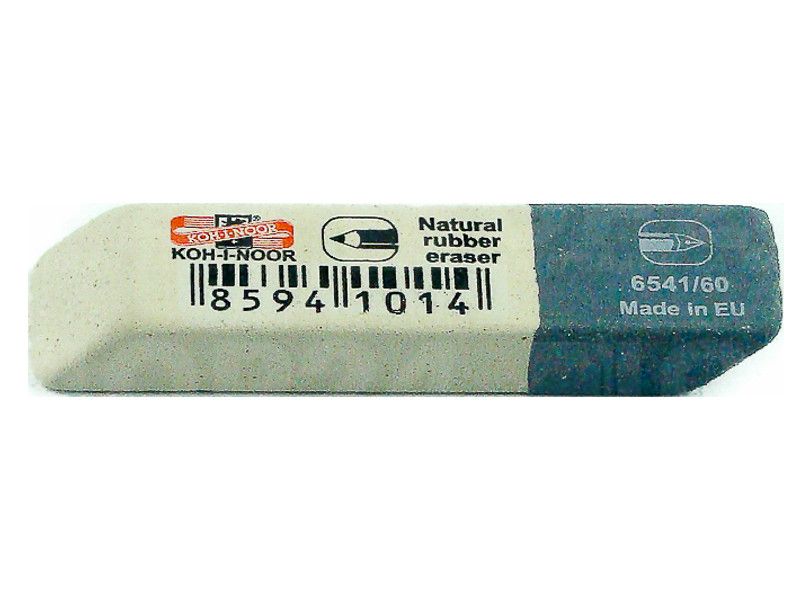 KOH-I-NOOR®
KOH-I-NOOR
Natural
rubber
eraser
8594 1014
6541/60
Made in EU